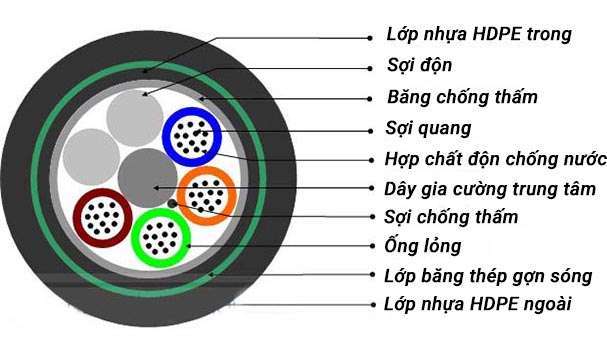 Lớp nhựa HDPE trong
Sợi độn
Băng chống thấm
Sợi quang
Hợp chất độn chống nước
Dây gia cường trung tâm
Sợi chống thấm
Ống lỏng
Lớp băng thép gợn sóng
Lớp nhựa HDPE ngoài